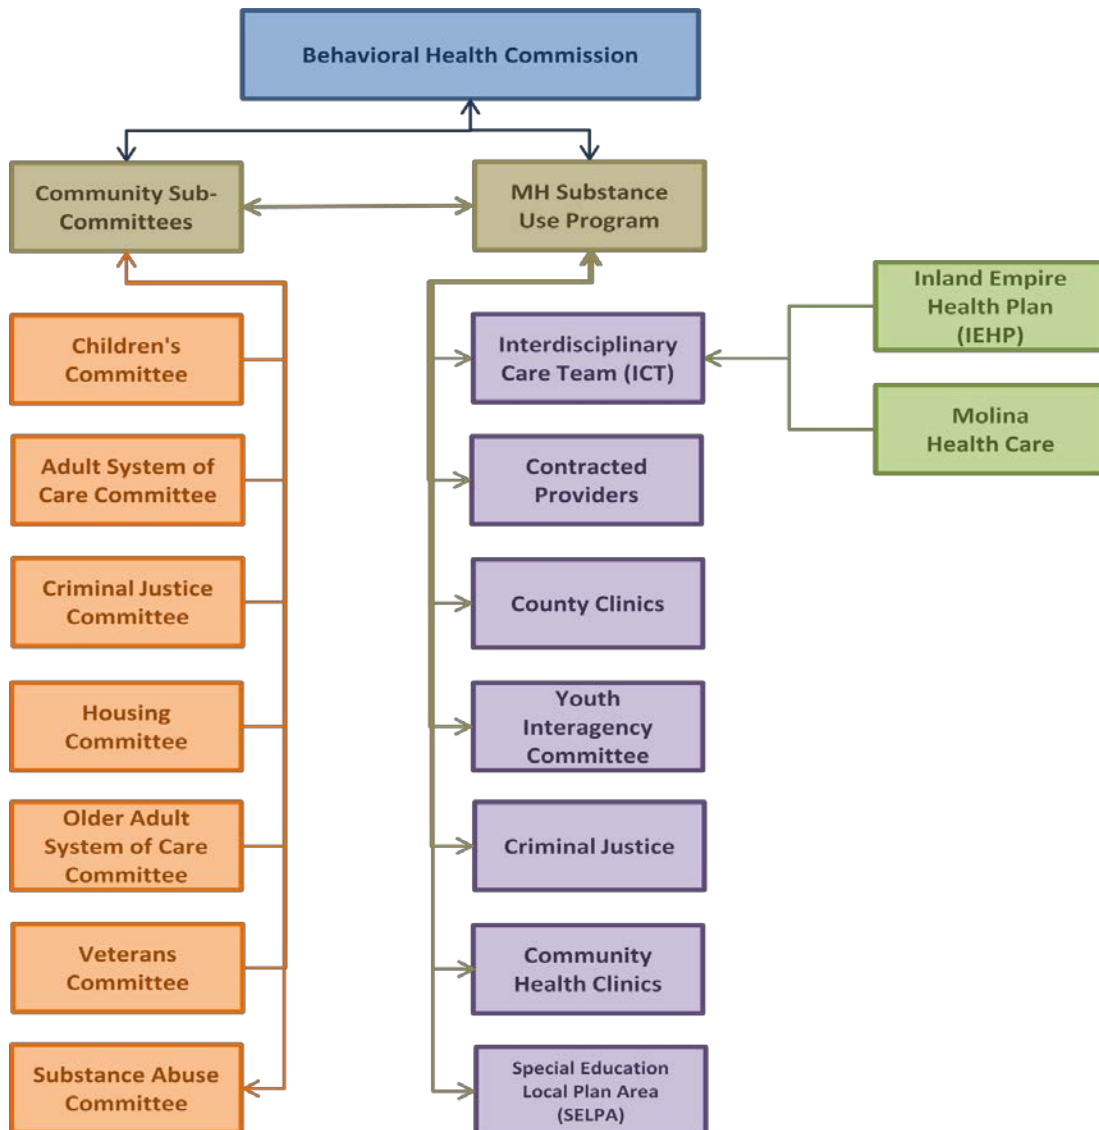 Behavioral Health Commission
Community Sub-
Committees
MH Substance
Use Program
Children's
Committee
Adult System of
Care Committee
Criminal Justice
Committee
Housing
Committee
Older Adult
System of Care
Committee
Veterans
Committee
Substance Abuse
Committee
Interdisciplinary
Care Team (ICT)
Contracted
Providers
County Clinics
Youth
Interagency
Committee
Criminal Justice
Community
Health Clinics
Special Education
Local Plan Area
(SELPA)
Inland Empire
Health Plan
(IEHP)
Molina
Health Care